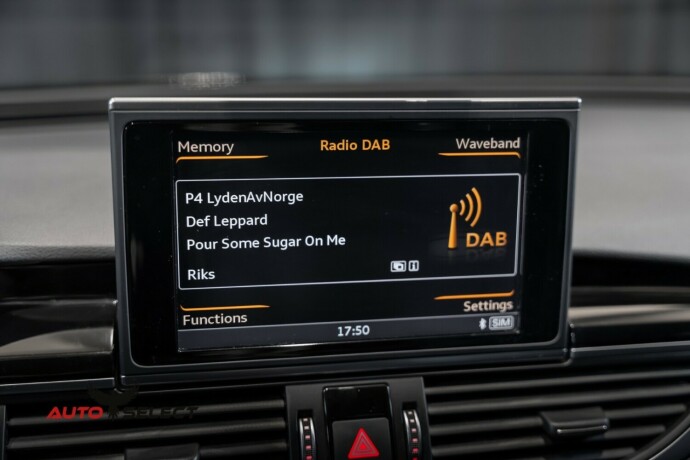 Memory Radio DAB Waveband
P4 LydenAvNorge
Def Leppard
Pour Some Sugar On Me
DAB
Riks
Functions Settings
17:50 SIM
AUTO SELECT